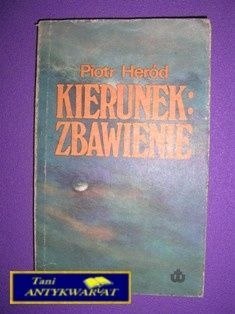 Piotr Heród
KIERUNEK:
ZBAWIENIE
Tani
ANTYKWARIAT